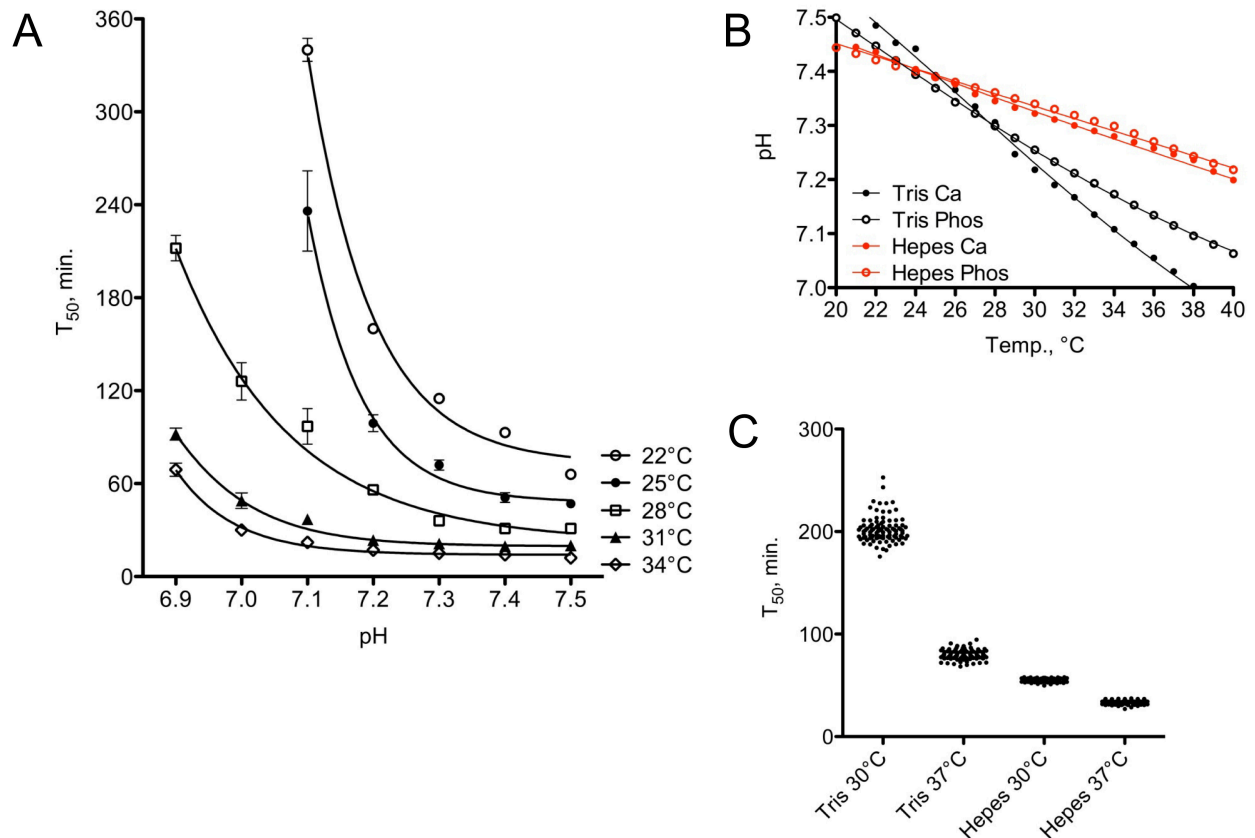 A
360
300
240
180
120
60
0
T50, min.
6.9 7.0 7.1 7.2 7.3 7.4 7.5
pH
22°C
25°C
28°C
31°C
34°C
B
7.5
7.4
7.3
7.2
7.1
7.0
pH
Tris Ca
Tris Phos
Hepes Ca
Hepes Phos
20 22 24 26 28 30 32 34 36 38 40
Temp., °C
C
300
200
100
0
T50, min.
Tris 30°C
Tris 37°C
Hepes 30°C
Hepes 37°C